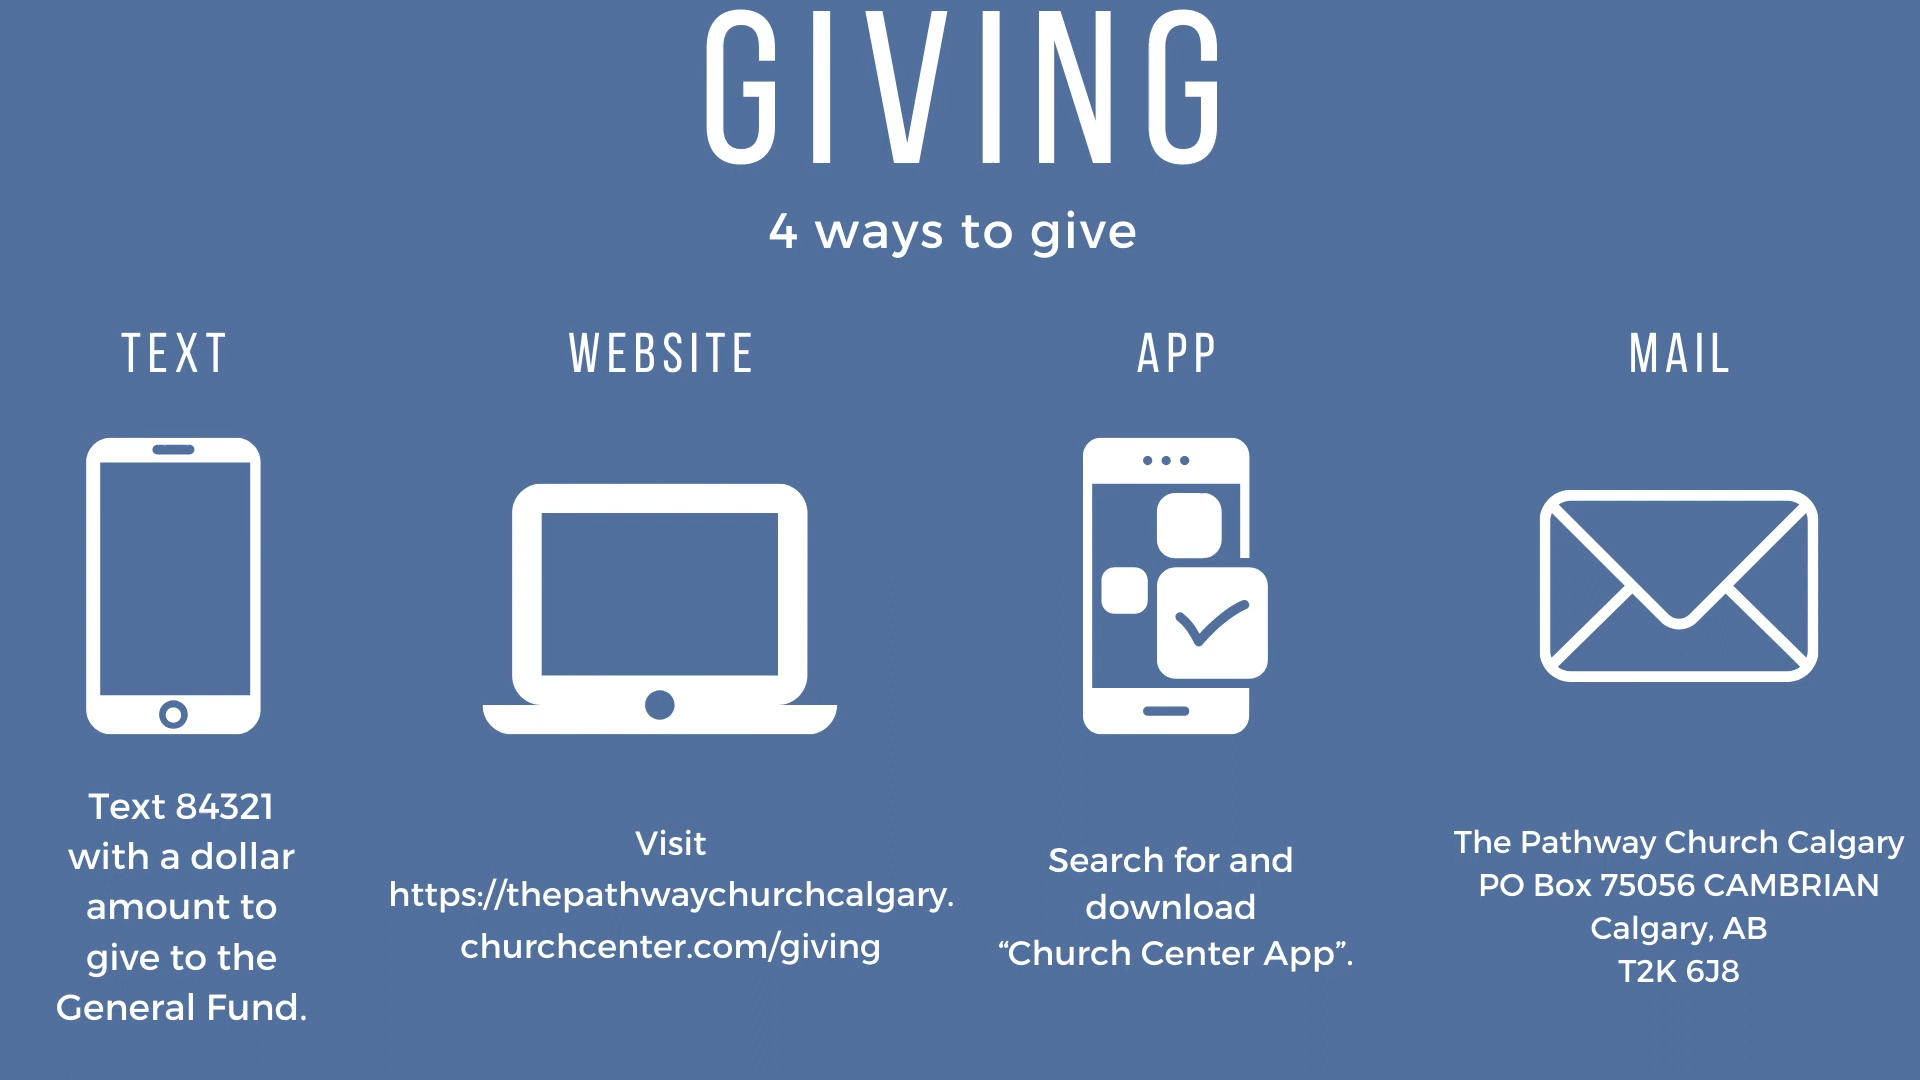 GIVING
4 ways to give
TEXT
Text 84321
with a dollar
amount to
give to the
General Fund.
WEBSITE
Visit
https://thepathwaychurchcalgary.
churchcenter.com/giving
APP
Search for and
download
“Church Center App”.
MAIL
The Pathway Church Calgary
PO Box 75056 CAMBRIAN
Calgary, AB
T2K 6J8